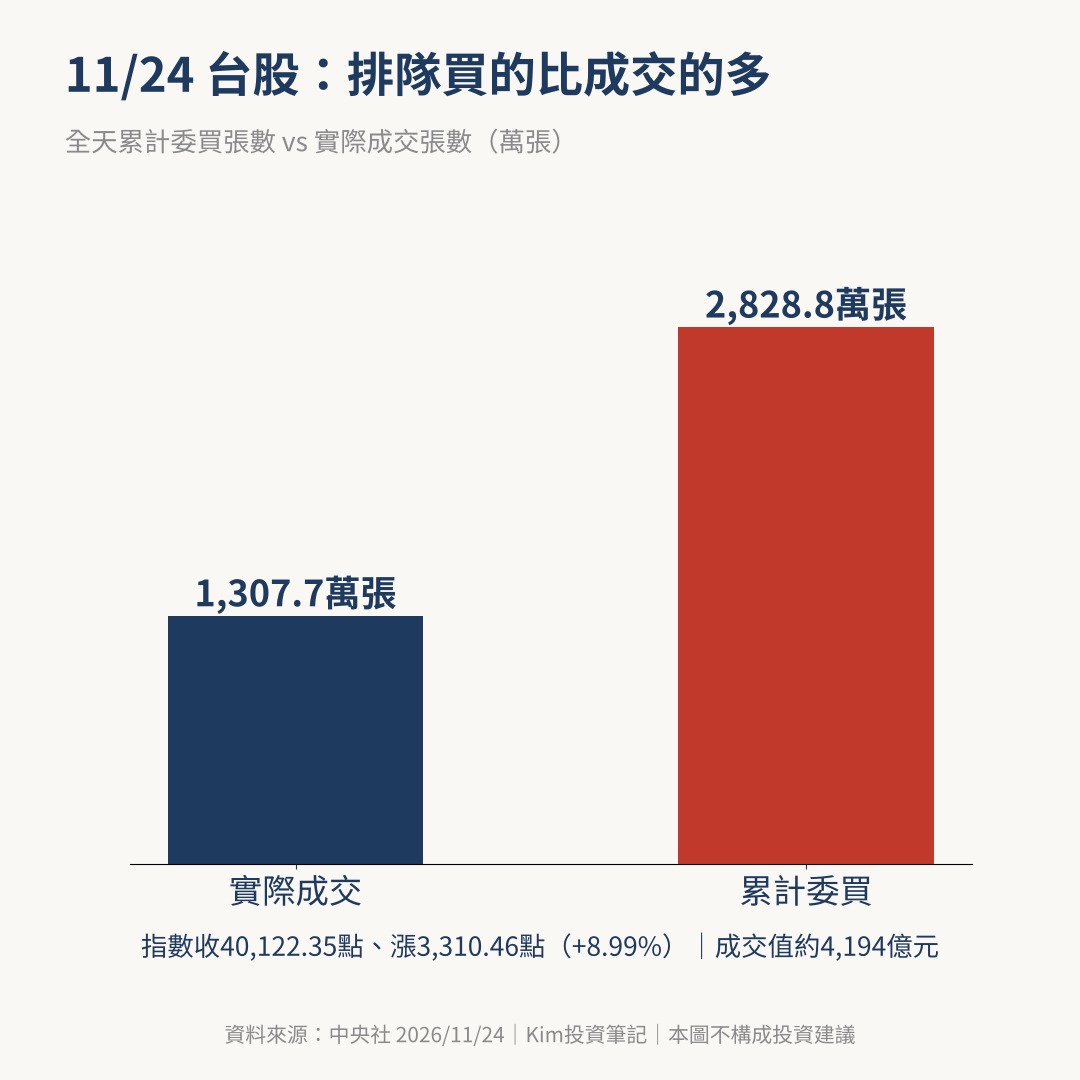 11/24 台股：排隊買的比成交的多
全天累計委買張數 vs 實際成交張數（萬張）
2,828.8萬張
1,307.7萬張
實際成交
累計委買
指數收40,122.35點、漲3,310.46點（+8.99%）｜成交值約4,194億元
資料來源：中央社 2026/11/24｜Kim投資筆記｜本圖不構成投資建議